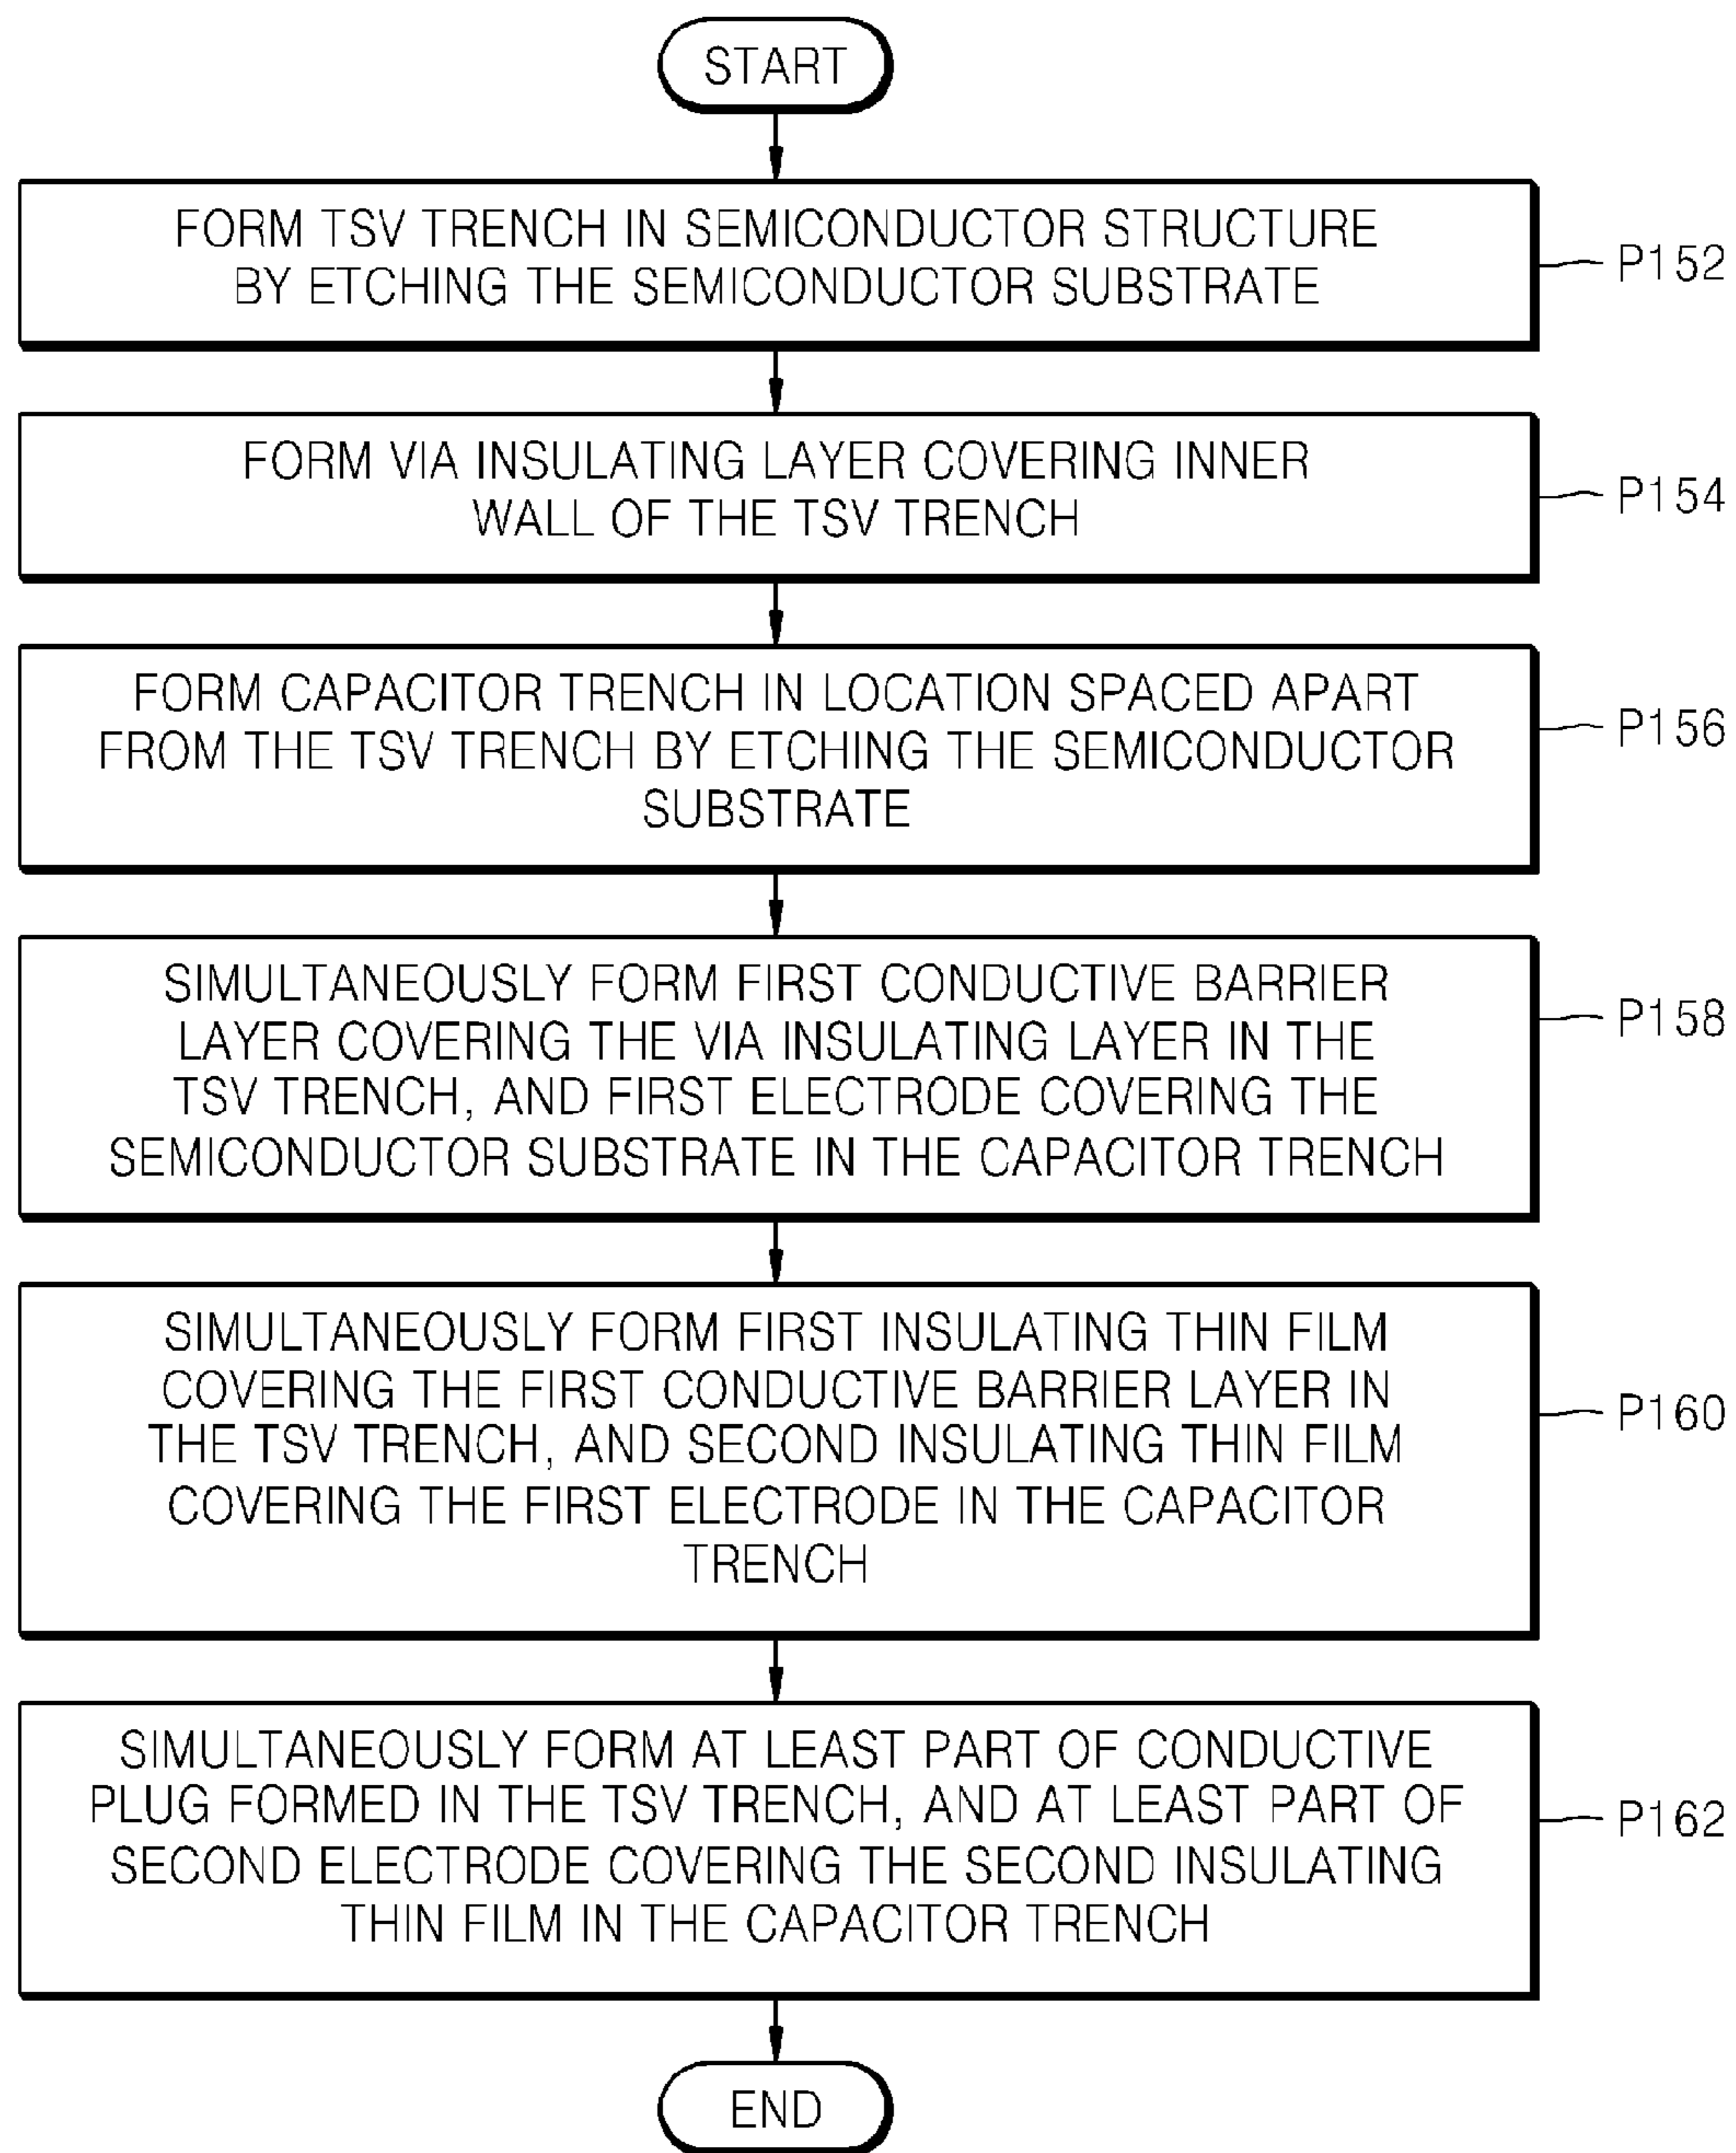 START
FORM TSV TRENCH IN SEMICONDUCTOR STRUCTURE
BY ETCHING THE SEMICONDUCTOR SUBSTRATE
P152
FORM VIA INSULATING LAYER COVERING INNER
WALL OF THE TSV TRENCH
P154
FORM CAPACITOR TRENCH IN LOCATION SPACED APART
FROM THE TSV TRENCH BY ETCHING THE SEMICONDUCTOR
SUBSTRATE
P156
SIMULTANEOUSLY FORM FIRST CONDUCTIVE BARRIER
LAYER COVERING THE VIA INSULATING LAYER IN THE
TSV TRENCH, AND FIRST ELECTRODE COVERING THE
SEMICONDUCTOR SUBSTRATE IN THE CAPACITOR TRENCH
P158
SIMULTANEOUSLY FORM FIRST INSULATING THIN FILM
COVERING THE FIRST CONDUCTIVE BARRIER LAYER IN
THE TSV TRENCH, AND SECOND INSULATING THIN FILM
COVERING THE FIRST ELECTRODE IN THE CAPACITOR
TRENCH
P160
SIMULTANEOUSLY FORM AT LEAST PART OF CONDUCTIVE
PLUG FORMED IN THE TSV TRENCH, AND AT LEAST PART OF
SECOND ELECTRODE COVERING THE SECOND INSULATING
THIN FILM IN THE CAPACITOR TRENCH
P162
END